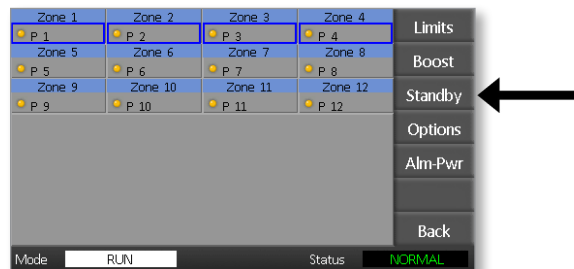 Zone 1 Zone 2 Zone 3 Zone 4
P 1 P 2 P 3 P 4
Zone 5 Zone 6 Zone 7 Zone 8
P 5 P 6 P 7 P 8
Zone 9 Zone 10 Zone 11 Zone 12
P 9 P 10 P 11 P 12
Limits
Boost
Standby
Options
Alm-Pwr
Back
Mode RUN Status NORMAL